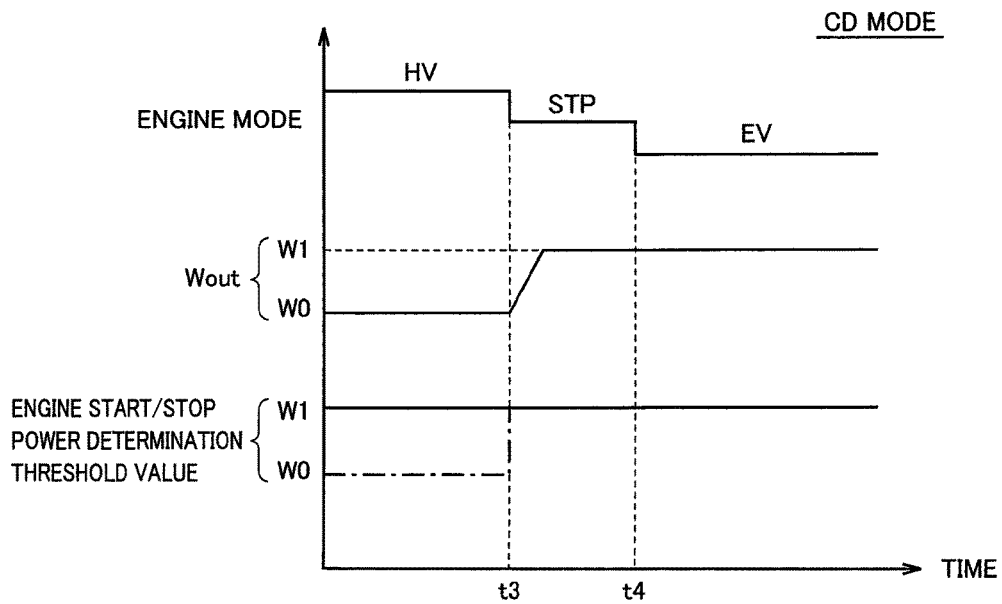 CD MODE
HV
ENGINE MODE
STP
EV
W1
Wout
W0
ENGINE START/STOP
POWER DETERMINATION
THRESHOLD VALUE
W1
W0
TIME
t3
t4